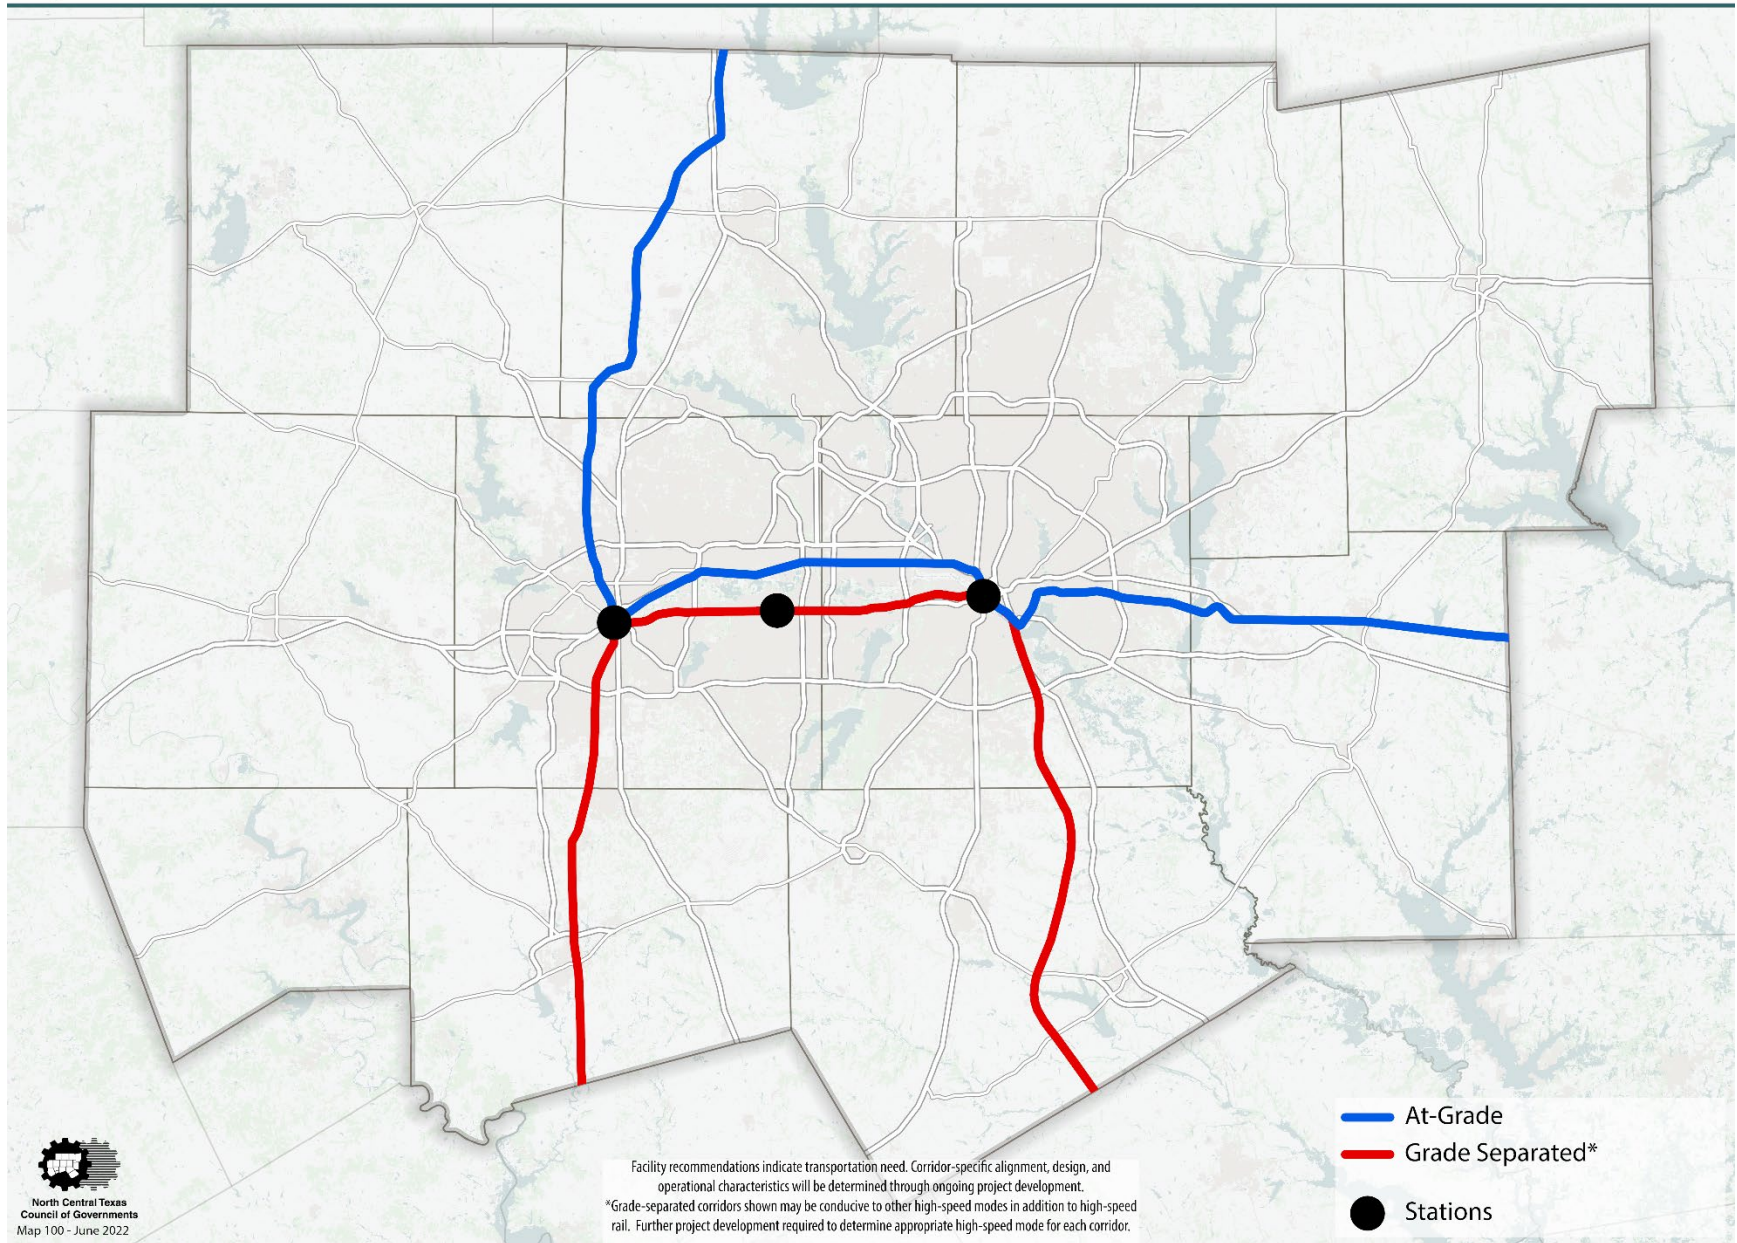 At-Grade
Grade Separated*
Stations
Facility recommendations indicate transportation need. Corridor-specific alignment, design, and
operational characteristics will be determined through ongoing project development.
*Grade-separated corridors shown may be conducive to other high-speed modes in addition to high-speed
rail. Further project development required to determine appropriate high-speed mode for each corridor.
North Central Texas
Council of Governments
Map 100 - June 2022